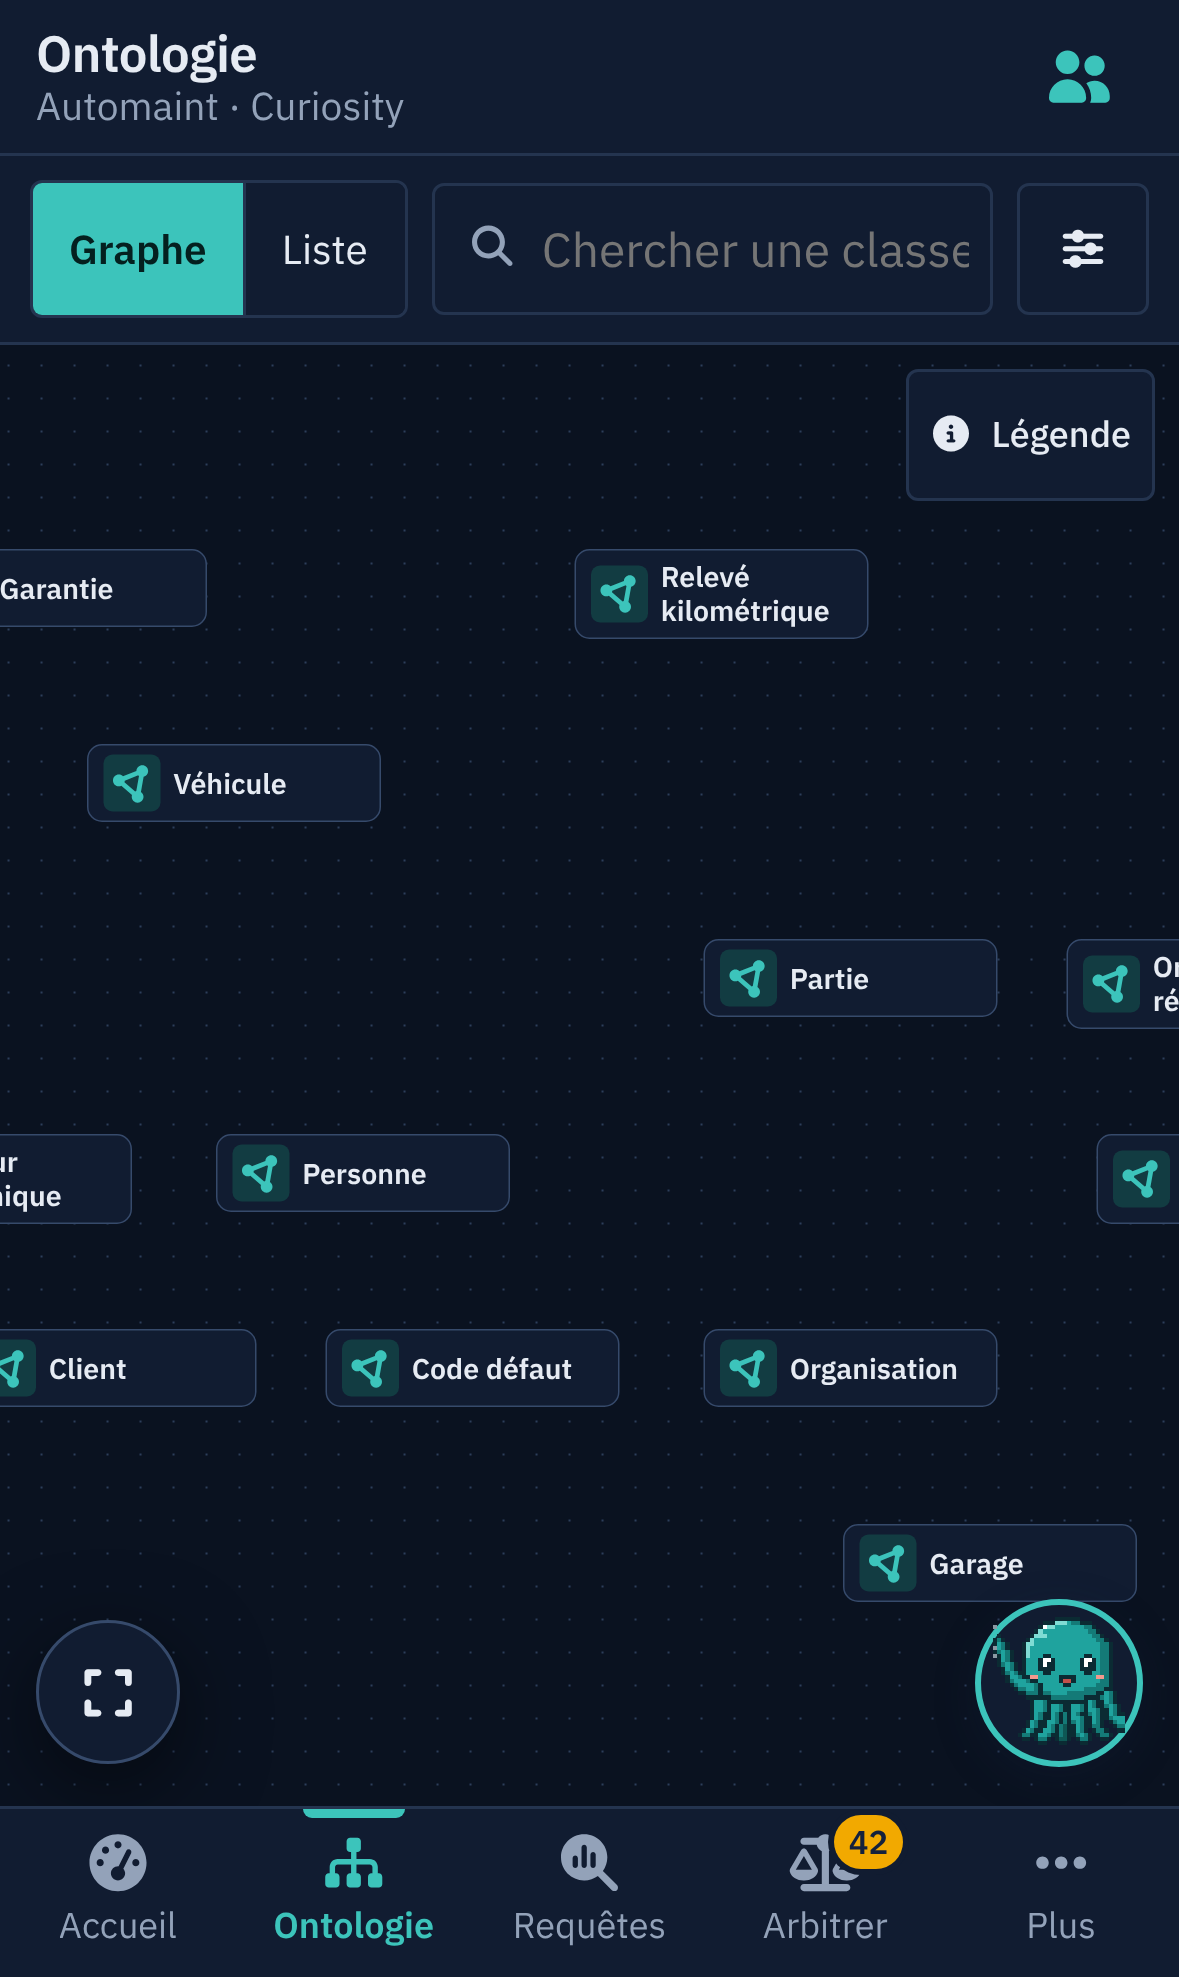 Ontologie
Automaint · Curiosity
Graphe
Liste
Chercher une classe
Légende
Garantie
Relevé
kilométrique
Véhicule
Partie
Personne
Client
Code défaut
Organisation
Garage
42
Accueil
Ontologie
Requêtes
Arbitrer
Plus